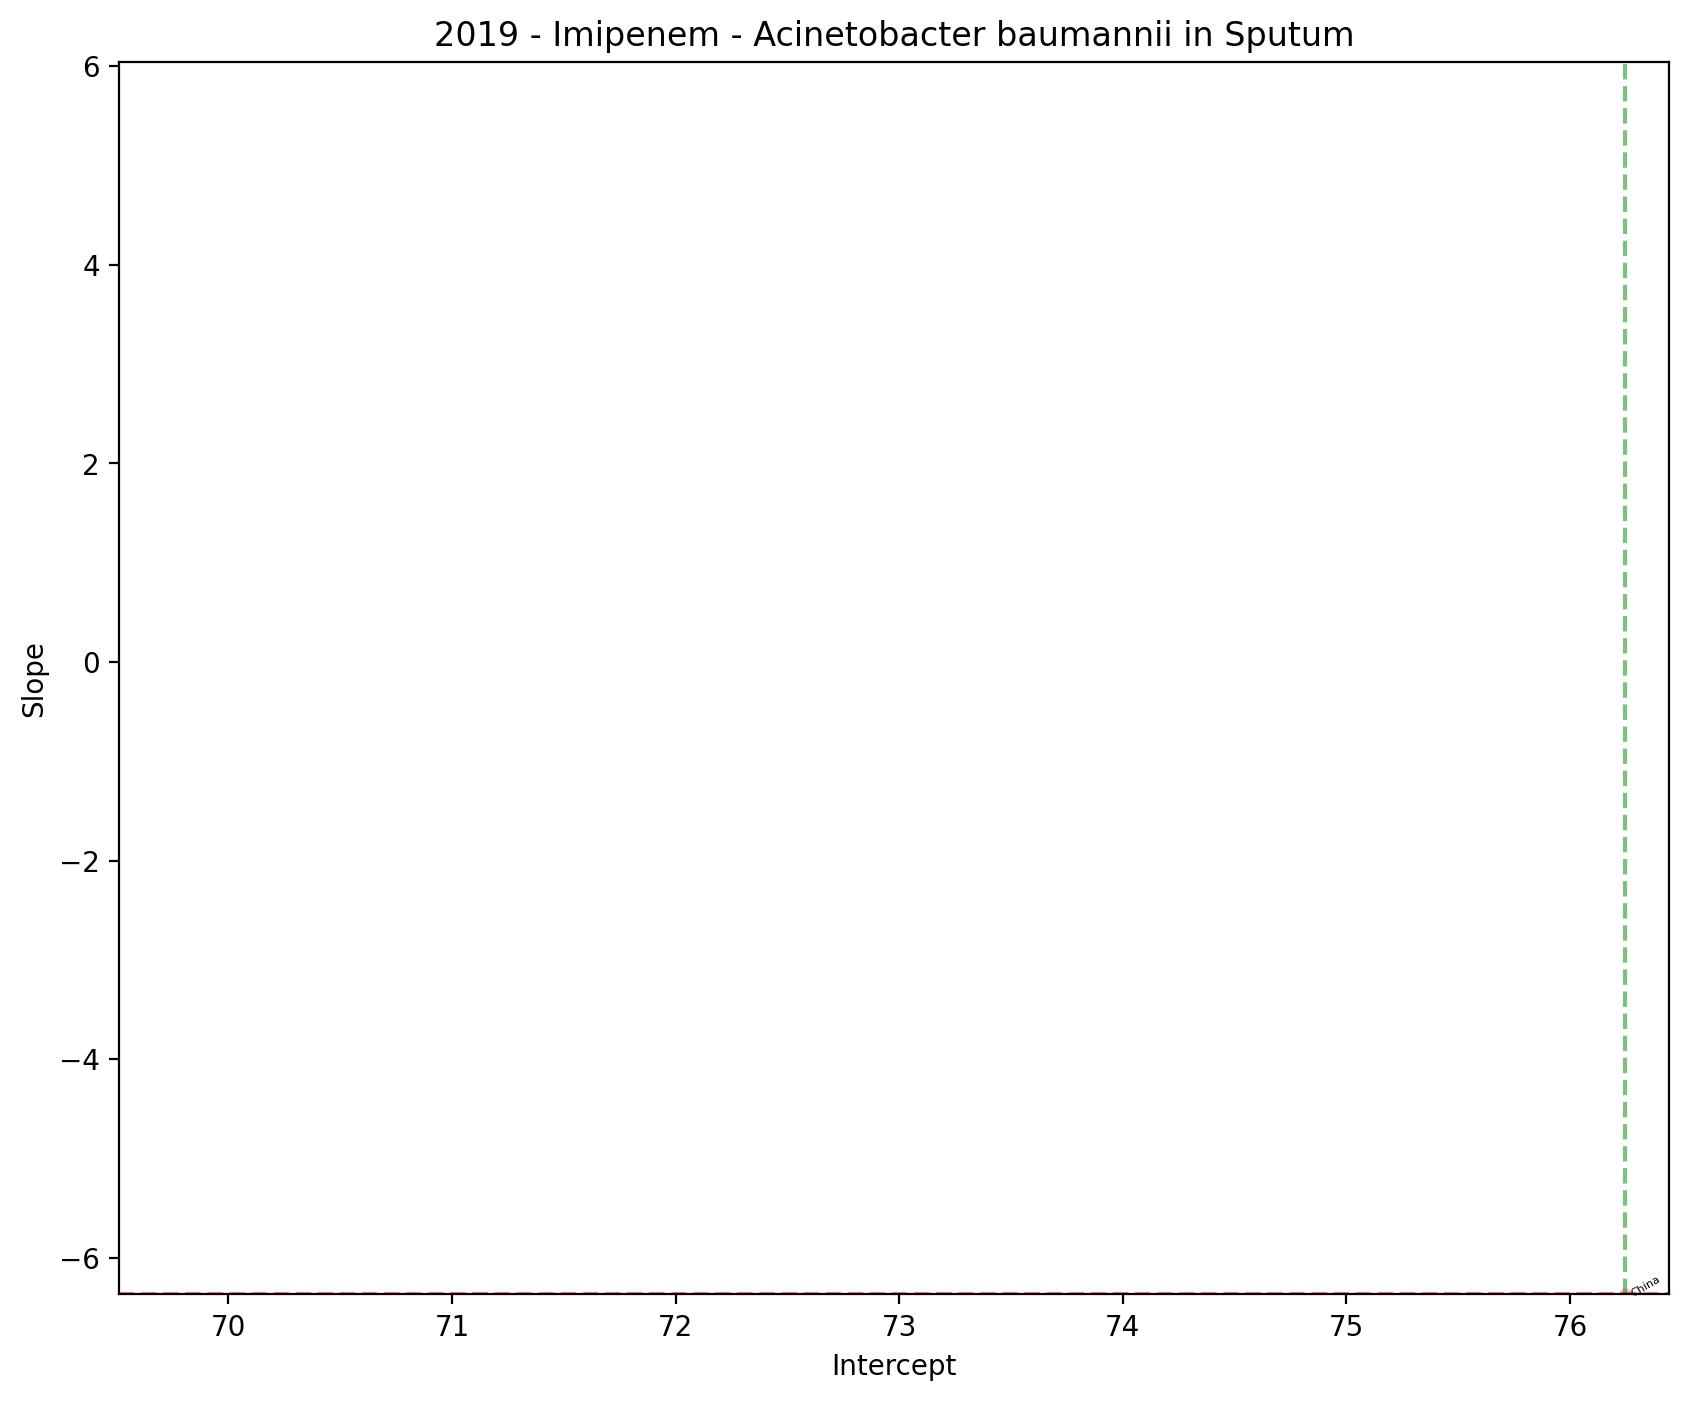 2019 - Imipenem - Acinetobacter baumannii in Sputum
6
4
2
0
−2
−4
−6
Slope
China
70 71 72 73 74 75 76
Intercept